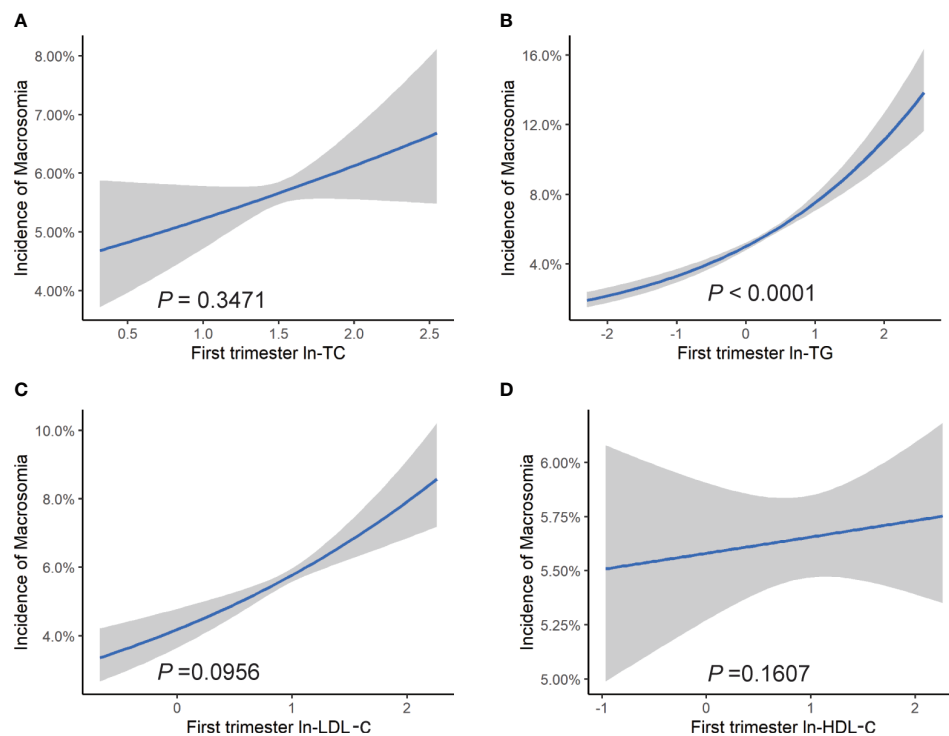 A
Incidence of Macrosomia
8.00%
7.00%
6.00%
5.00%
4.00%
P = 0.3471
0.5 1.0 1.5 2.0 2.5
First trimester ln-TC
B
Incidence of Macrosomia
16.0%
12.0%
8.0%
4.0%
P < 0.0001
-2 -1 0 1 2
First trimester ln-TG
C
Incidence of Macrosomia
10.0%
8.0%
6.0%
4.0%
P =0.0956
0 1 2
First trimester ln-LDL-C
D
Incidence of Macrosomia
6.00%
5.75%
5.50%
5.25%
5.00%
P =0.1607
-1 0 1 2
First trimester ln-HDL-C